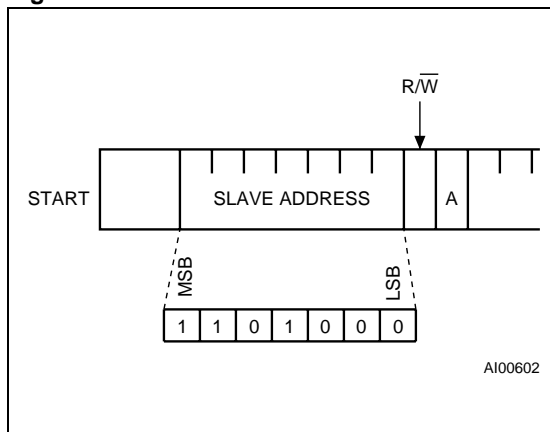 R/W̅
START
SLAVE ADDRESS
A
MSB
LSB
1 1 0 1 0 0 0
AI00602